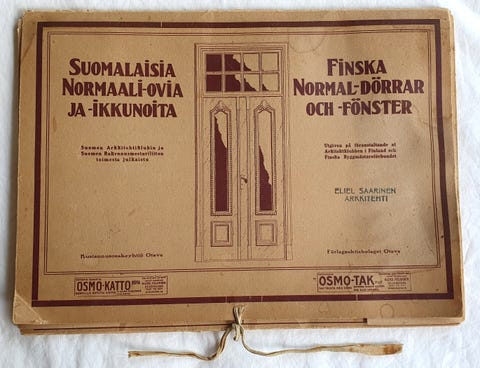 SUOMALAISIA
NORMAALI-OVIA
JA -IKKUNOITA
Suomen Arkkitehtiklubin ja
Suomen Rakennusmestariliiton
toimesta julkaistu
Kustannusosakeyhtiö Otava
OSMO-KATTO
FINSKA
NORMAL-DÖRRAR
OCH -FÖNSTER
Utgifven på föranstaltande af
Arkitektklubben i Finland och
Finska Byggmästareförbundet
ELIEL SAARINEN
ARKKITEHTI
Förlagsaktiebolaget Otava
OSMO-TAK